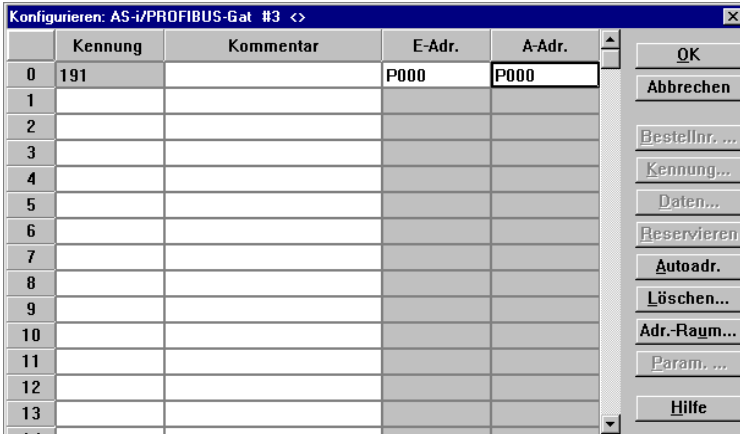 Konfigurieren: AS-i/PROFIBUS-Gat #3 <>
Kennung Kommentar E-Adr. A-Adr.
0 191 P000 P000
1
2
3
4
5
6
7
8
9
10
11
12
13
OK
Abbrechen
Bestellnr. ...
Kennung...
Daten...
Reservieren
Autoadr.
Löschen...
Adr.-Raum...
Param. ...
Hilfe